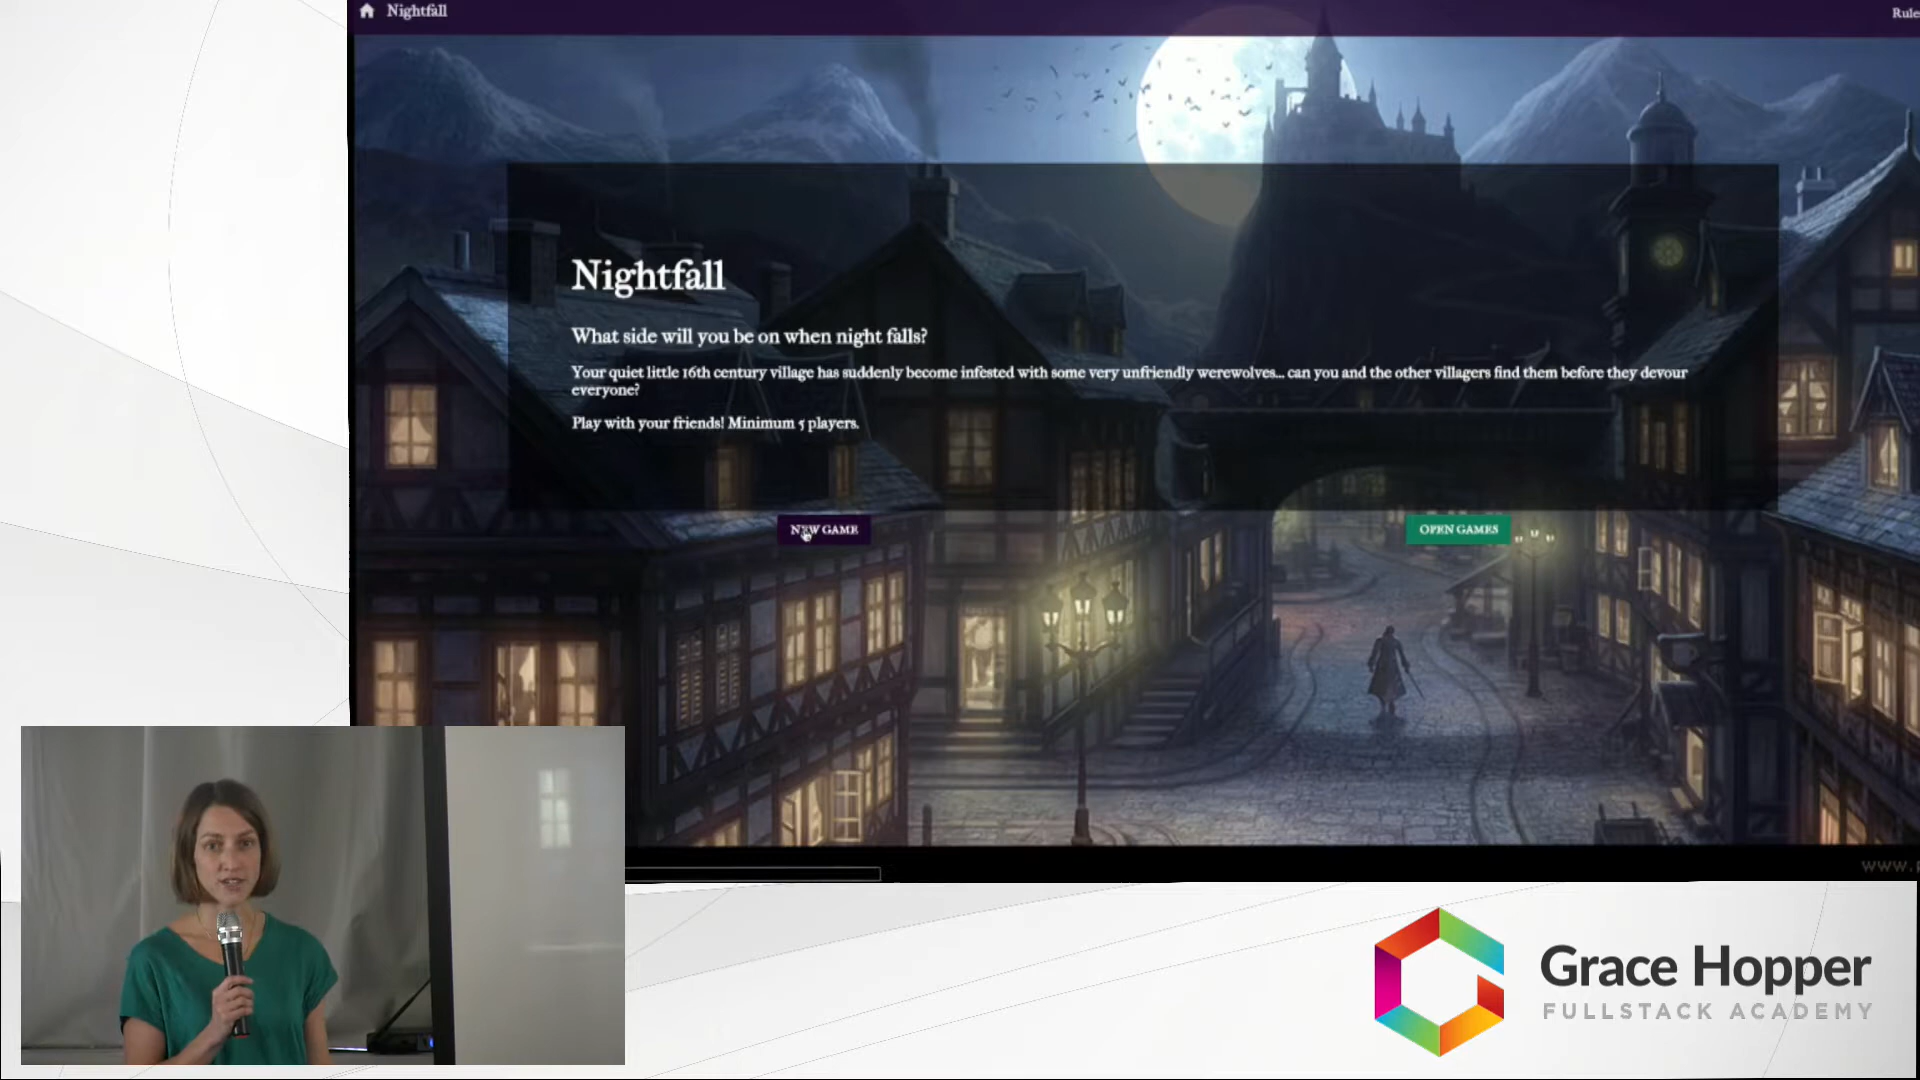 Nightfall
Rule
Nightfall
What side will you be on when night falls?
Your quiet little 16th century village has suddenly become infested with some very unfriendly werewolves... can you and the other villagers find them before they devour
everyone?
Play with your friends! Minimum 5 players.
NEW GAME
OPEN GAMES
www.
Grace Hopper
FULLSTACK ACADEMY